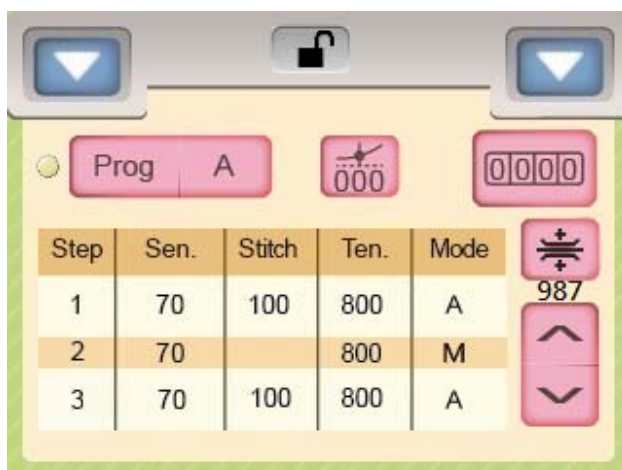 Prog A 000 0000
Step Sen. Stitch Ten. Mode
987
1 70 100 800 A
2 70 800 M
3 70 100 800 A